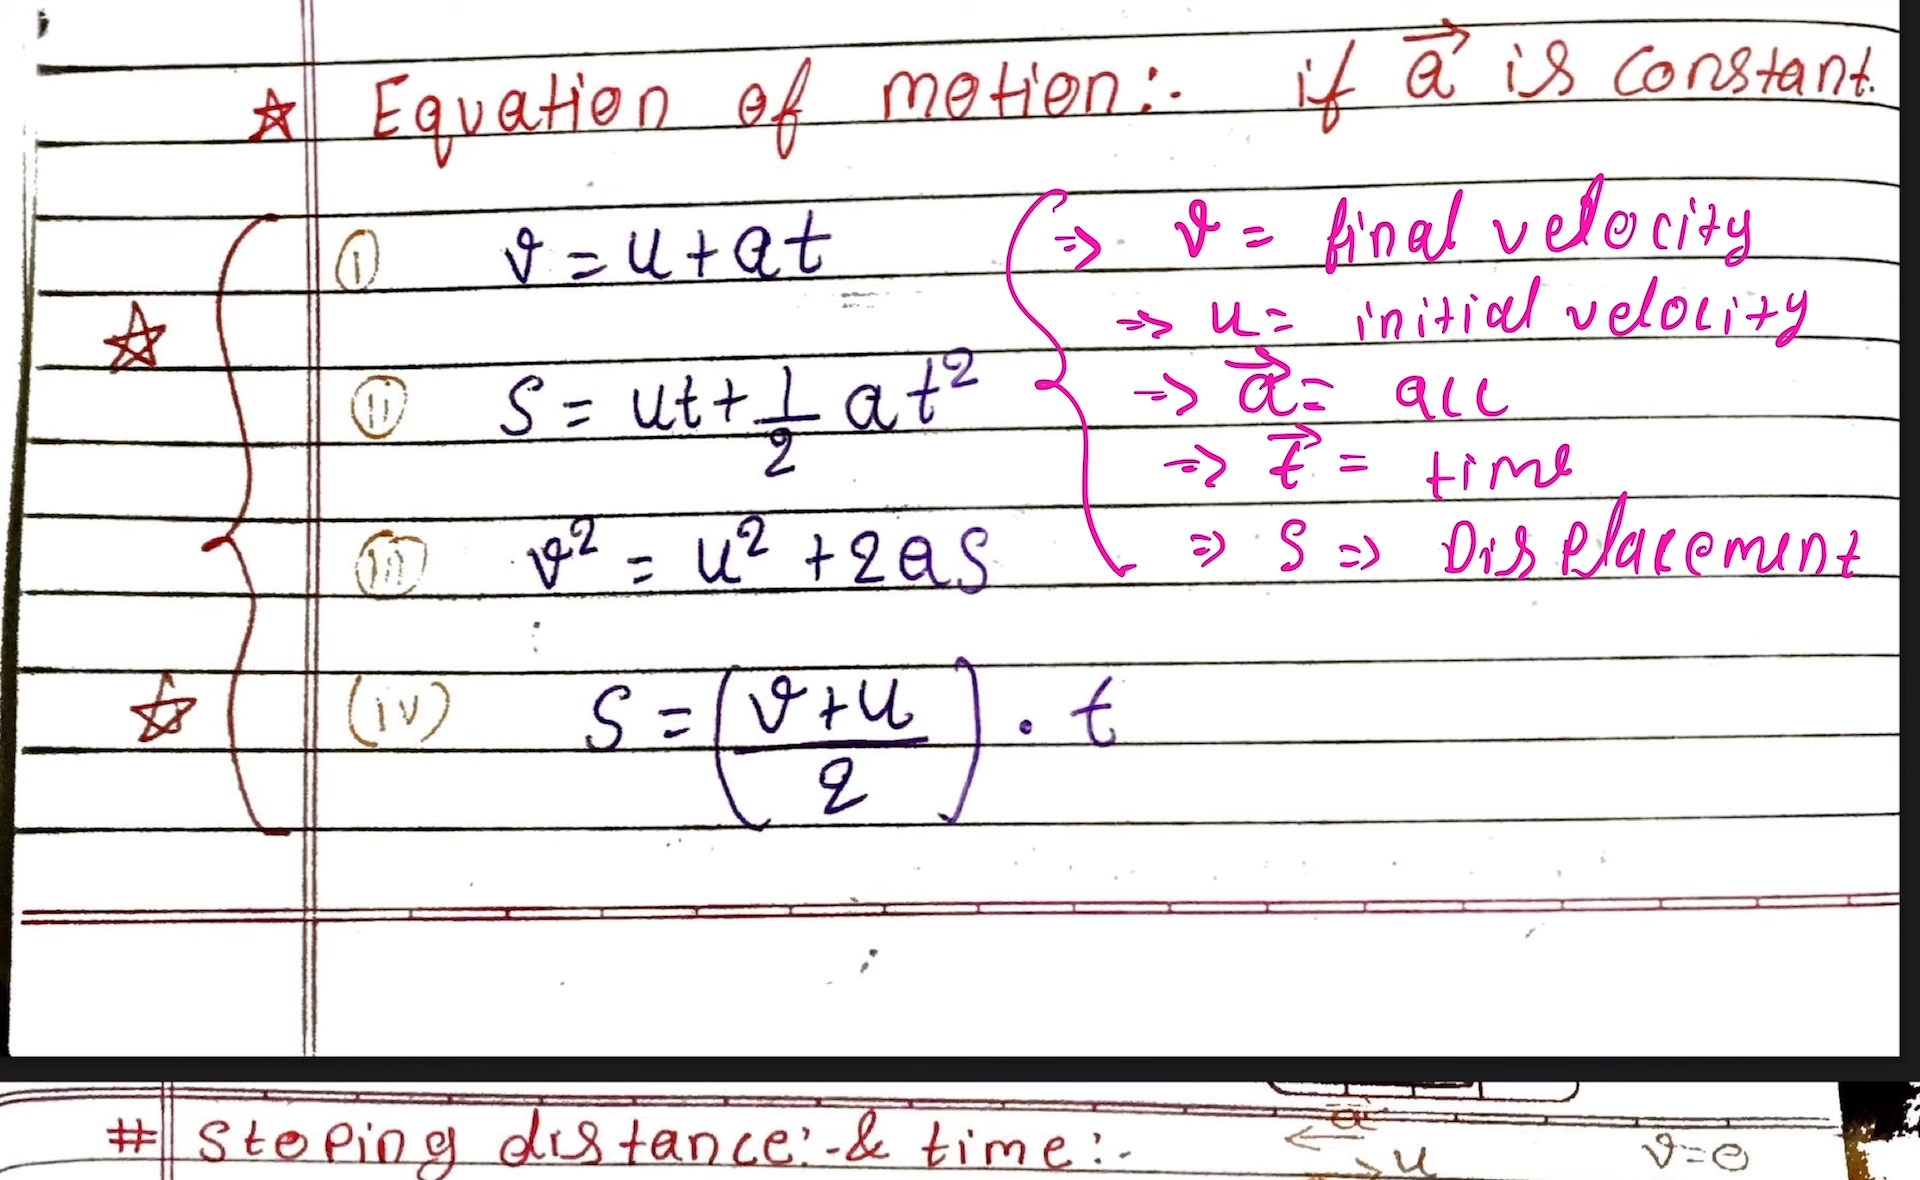 ☆ Equation of motion:- if a⃗ is constant.
(i) v = u + at
⇒ v = final velocity
⇒ u = initial velocity
(ii) S = ut + 1/2 at²
⇒ a⃗ = acc
⇒ t⃗ = time
(iii) v² = u² + 2as
⇒ S ⇒ Displacement
(iv) S = (v+u/2) . t
# Stoping distance:-& time:-
a
u v=0